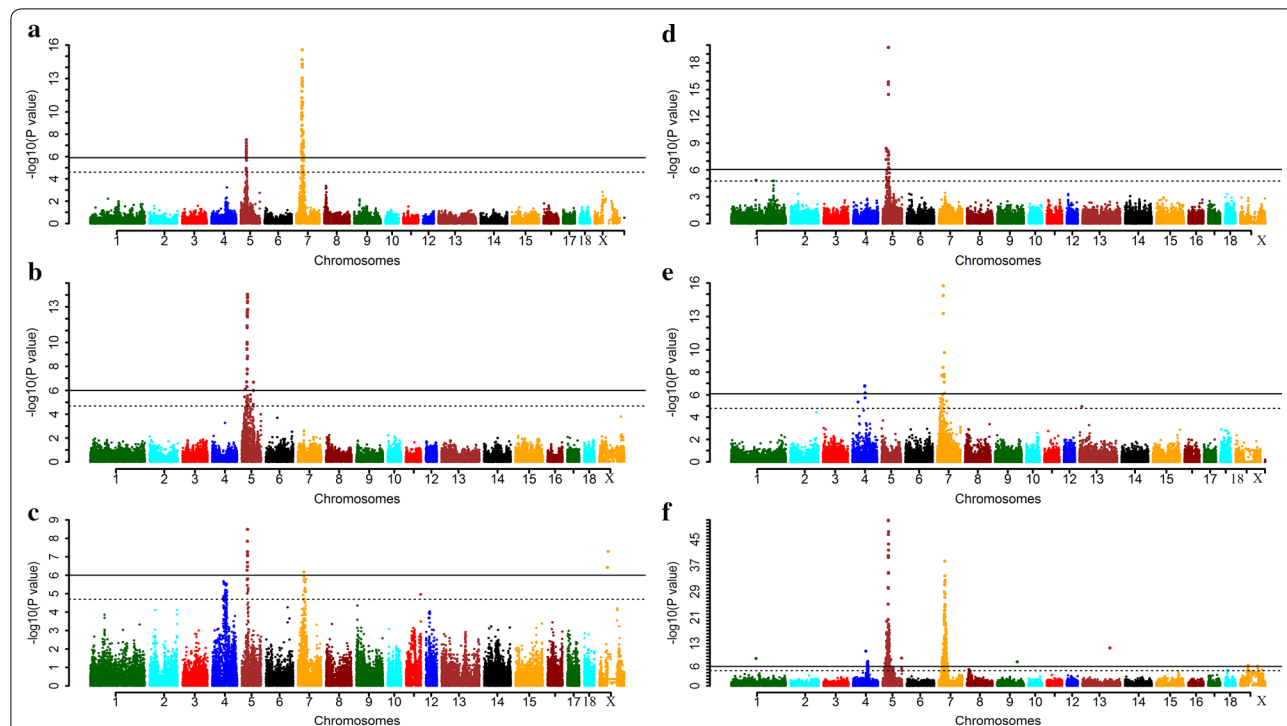 a
-log10(P value)
0 1 2 4 6 8 10 13 16
1 2 3 4 5 6 7 8 9 10 12 13 14 15 1718 X
Chromosomes
b
-log10(P value)
0 1 2 4 6 8 10 13
1 2 3 4 5 6 7 8 9 10 12 13 14 15 16 17 18 X
Chromosomes
c
-log10(P value)
0 1 2 3 4 5 6 7 8 9
1 2 3 4 5 6 7 8 9 10 12 13 14 15 17 18 X
Chromosomes
d
-log10(P value)
0 3 6 9 12 15 18
1 2 3 4 5 6 7 8 9 10 12 13 14 15 16 18 X
Chromosomes
e
-log10(P value)
0 1 2 4 6 8 10 13 16
1 2 3 4 5 6 7 8 9 10 12 13 14 15 17 18 X
Chromosomes
f
-log10(P value)
0 3 6 9 13 17 21 29 37 45
1 2 3 4 5 6 7 8 9 10 12 13 14 15 16 18 X
Chromosomes